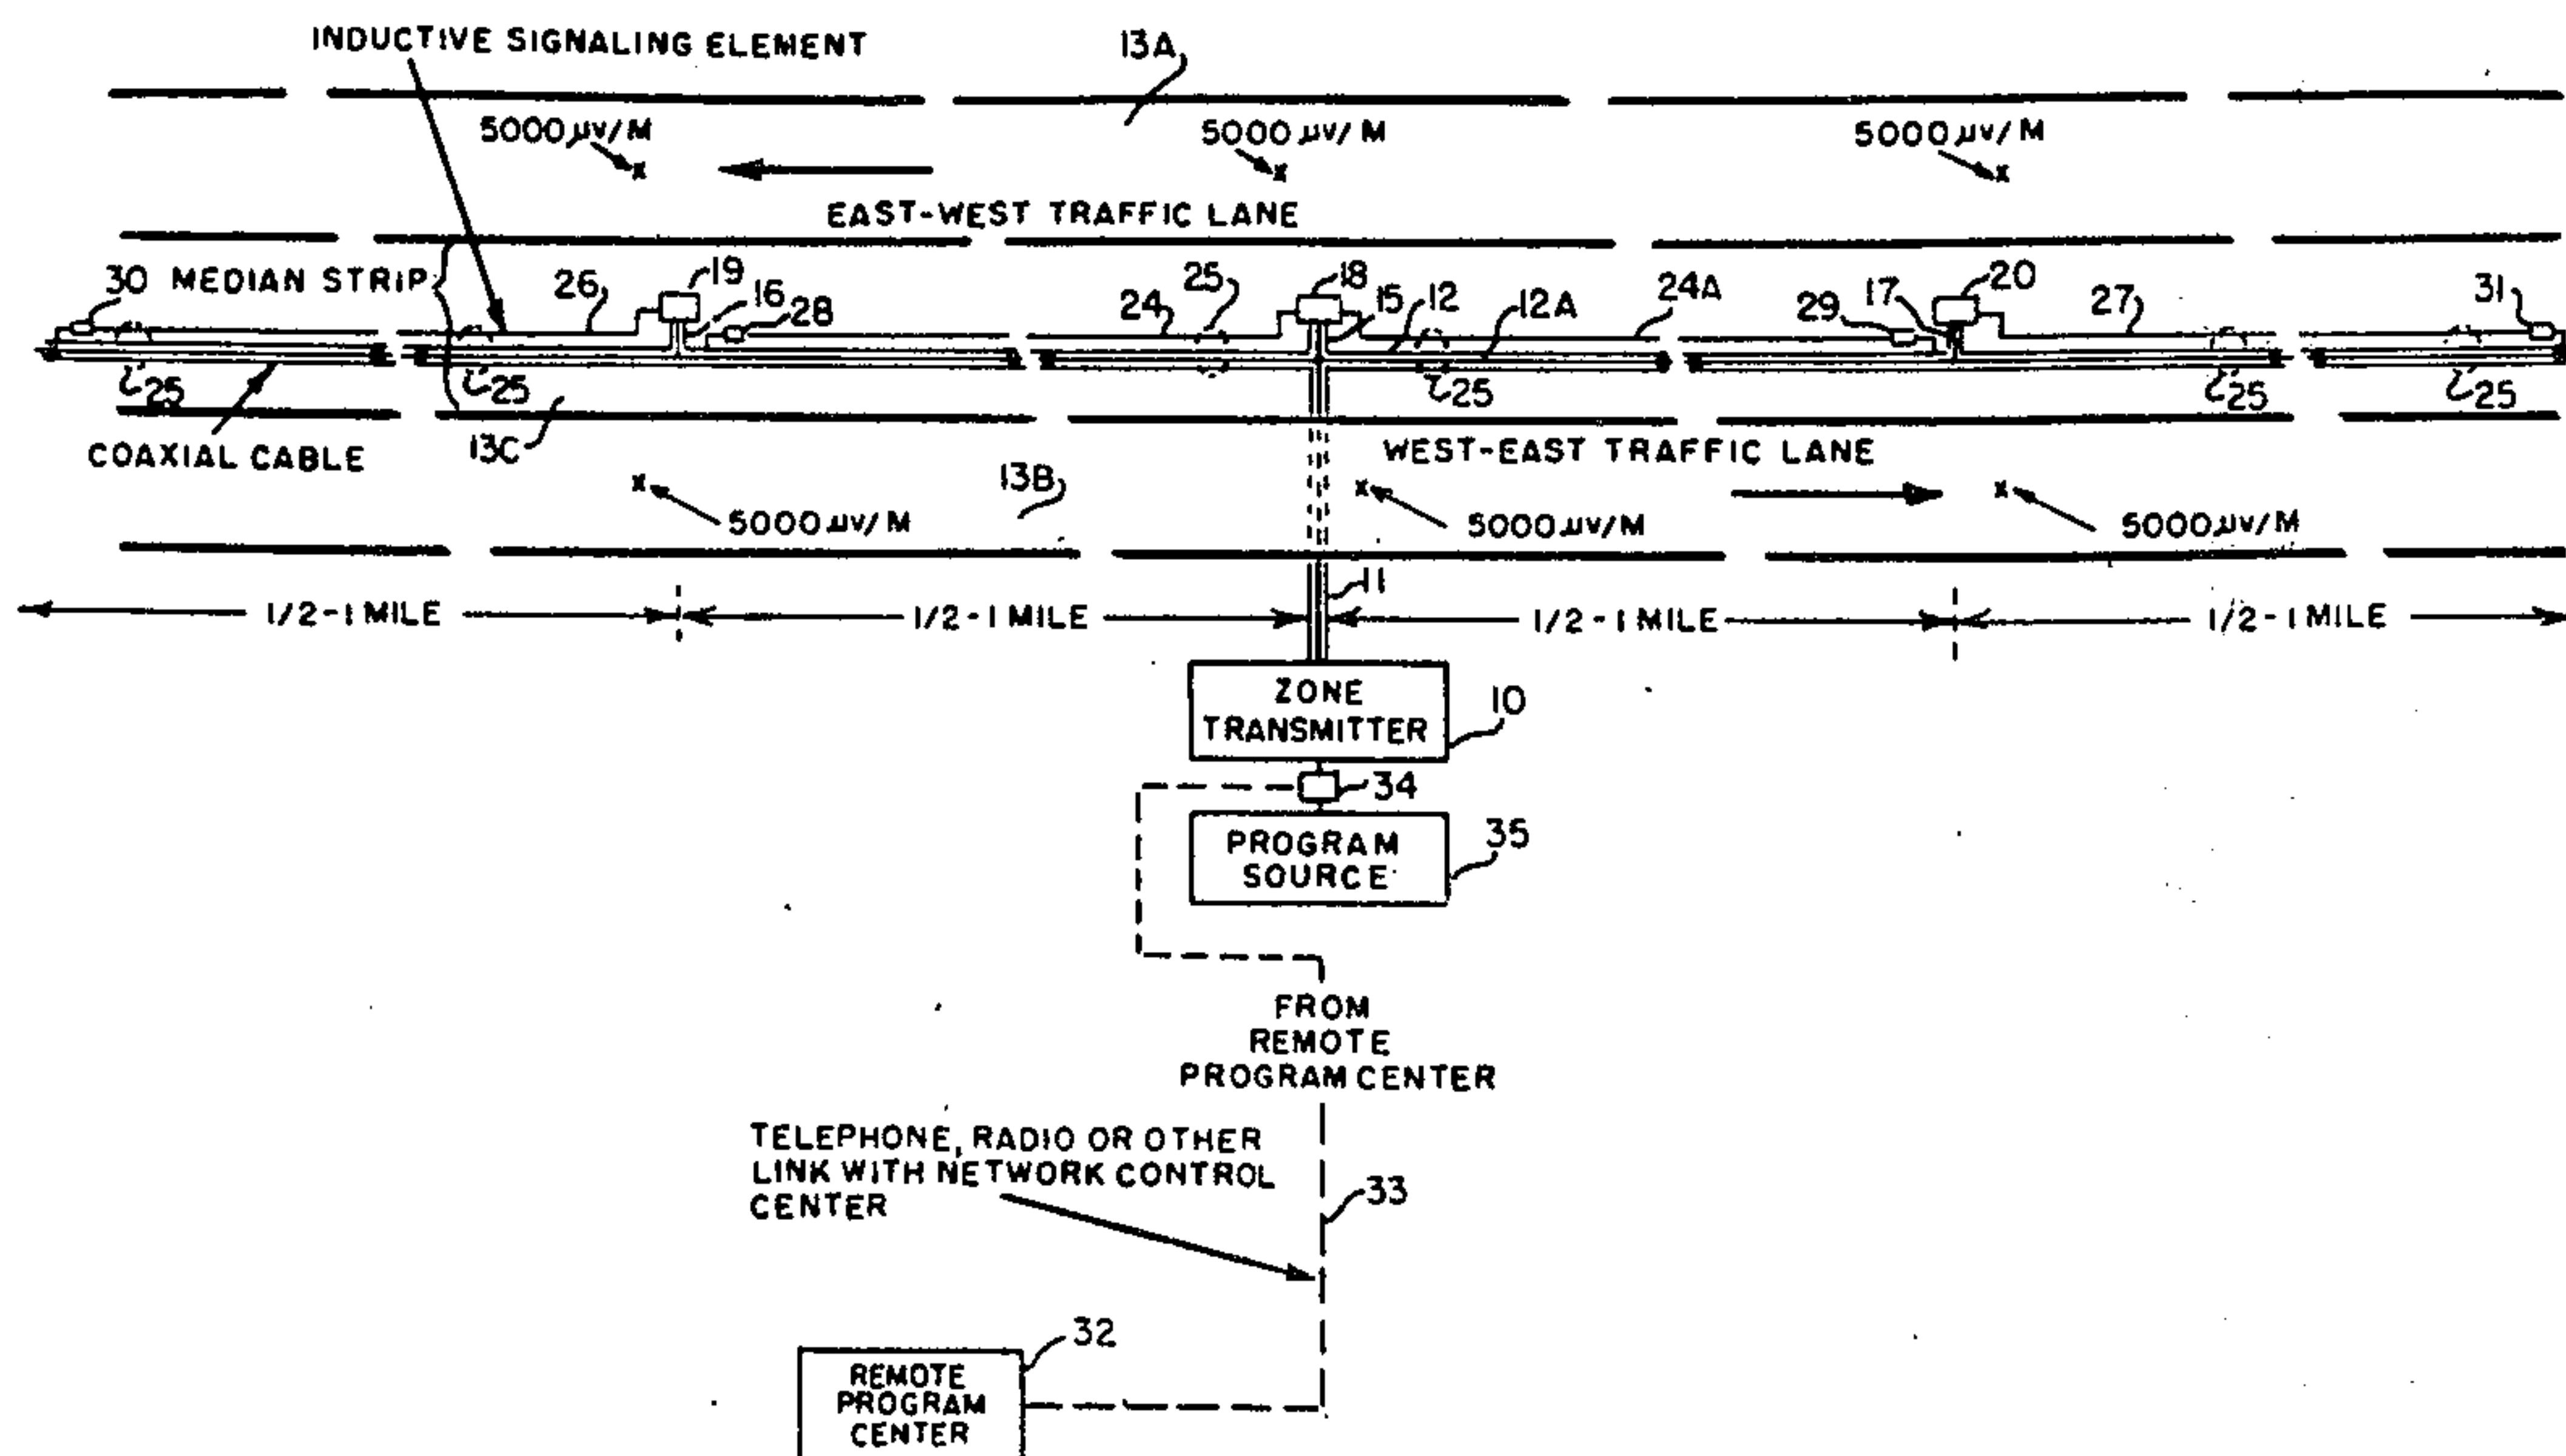 INDUCTIVE SIGNALING ELEMENT
13A
5000 µv/M
5000 µv/M
5000 µv/M
EAST-WEST TRAFFIC LANE
30 MEDIAN STRIP
26
19
16
28
24
25
18
15
12
12A
24A
29
17
20
27
31
25
25
25
25
25
COAXIAL CABLE
13C
WEST-EAST TRAFFIC LANE
13B
5000 µv/M
5000 µv/M
5000 µv/M
11
1/2-1 MILE
1/2-1 MILE
1/2-1 MILE
1/2-1 MILE
ZONE
TRANSMITTER
10
34
PROGRAM
SOURCE
35
FROM
REMOTE
PROGRAM CENTER
TELEPHONE, RADIO OR OTHER
LINK WITH NETWORK CONTROL
CENTER
33
32
REMOTE
PROGRAM
CENTER